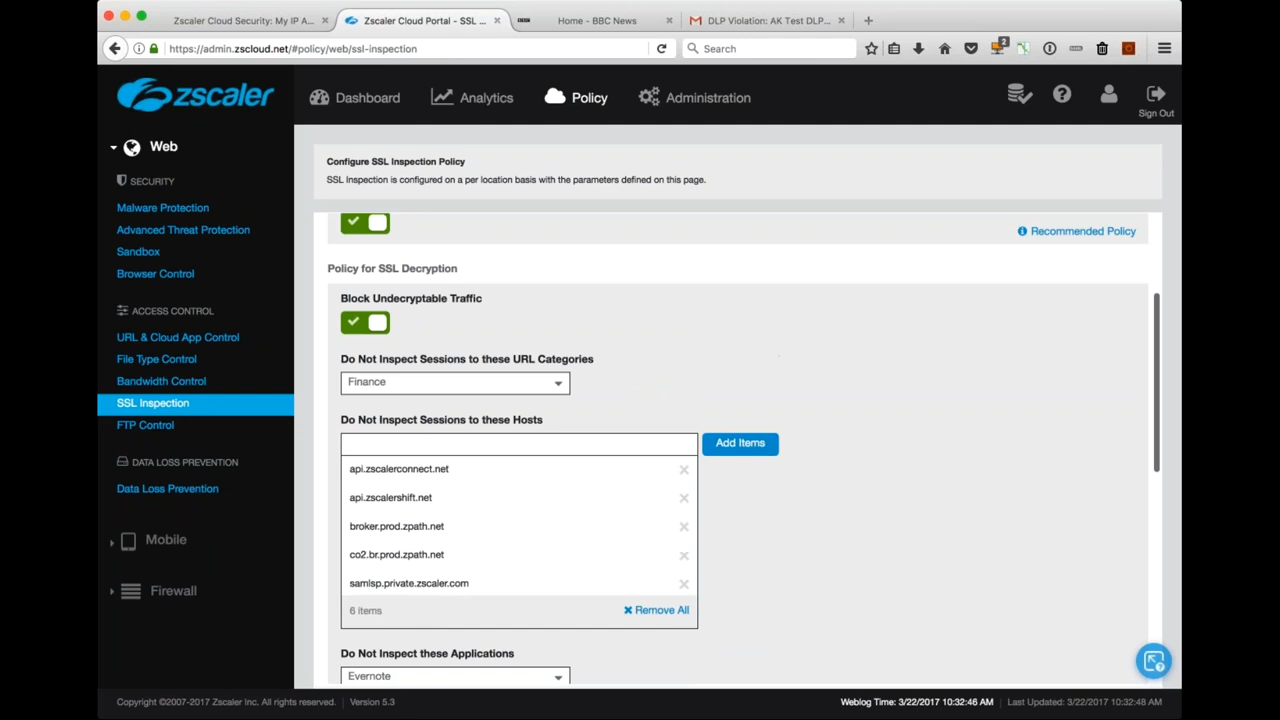 Zscaler Cloud Security: My IP A...
Zscaler Cloud Portal - SSL ...
BBC
Home - BBC News
DLP Violation: AK Test DLP...
https://admin.zscloud.net/#policy/web/ssl-inspection
Search
2
zscaler
Dashboard
Analytics
Policy
Administration
Sign Out
Web
SECURITY
Malware Protection
Advanced Threat Protection
Sandbox
Browser Control
ACCESS CONTROL
URL & Cloud App Control
File Type Control
Bandwidth Control
SSL Inspection
FTP Control
DATA LOSS PREVENTION
Data Loss Prevention
Mobile
Firewall
Configure SSL Inspection Policy
SSL Inspection is configured on a per location basis with the parameters defined on this page.
Recommended Policy
Policy for SSL Decryption
Block Undecryptable Traffic
Do Not Inspect Sessions to these URL Categories
Finance
Do Not Inspect Sessions to these Hosts
Add Items
api.zscalerconnect.net
api.zscalershift.net
broker.prod.zpath.net
co2.br.prod.zpath.net
samlsp.private.zscaler.com
6 items
Remove All
Do Not Inspect these Applications
Evernote
Copyright ©2007-2017 Zscaler Inc. All rights reserved. | Version 5.3
Weblog Time: 3/22/2017 10:32:46 AM | Last Updated: 3/22/2017 10:32:48 AM